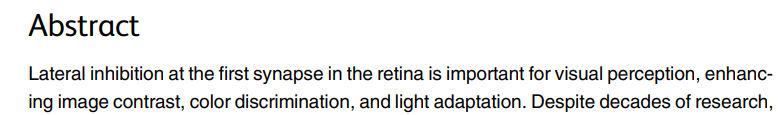 Abstract
Lateral inhibition at the first synapse in the retina is important for visual perception, enhanc-
ing image contrast, color discrimination, and light adaptation. Despite decades of research,